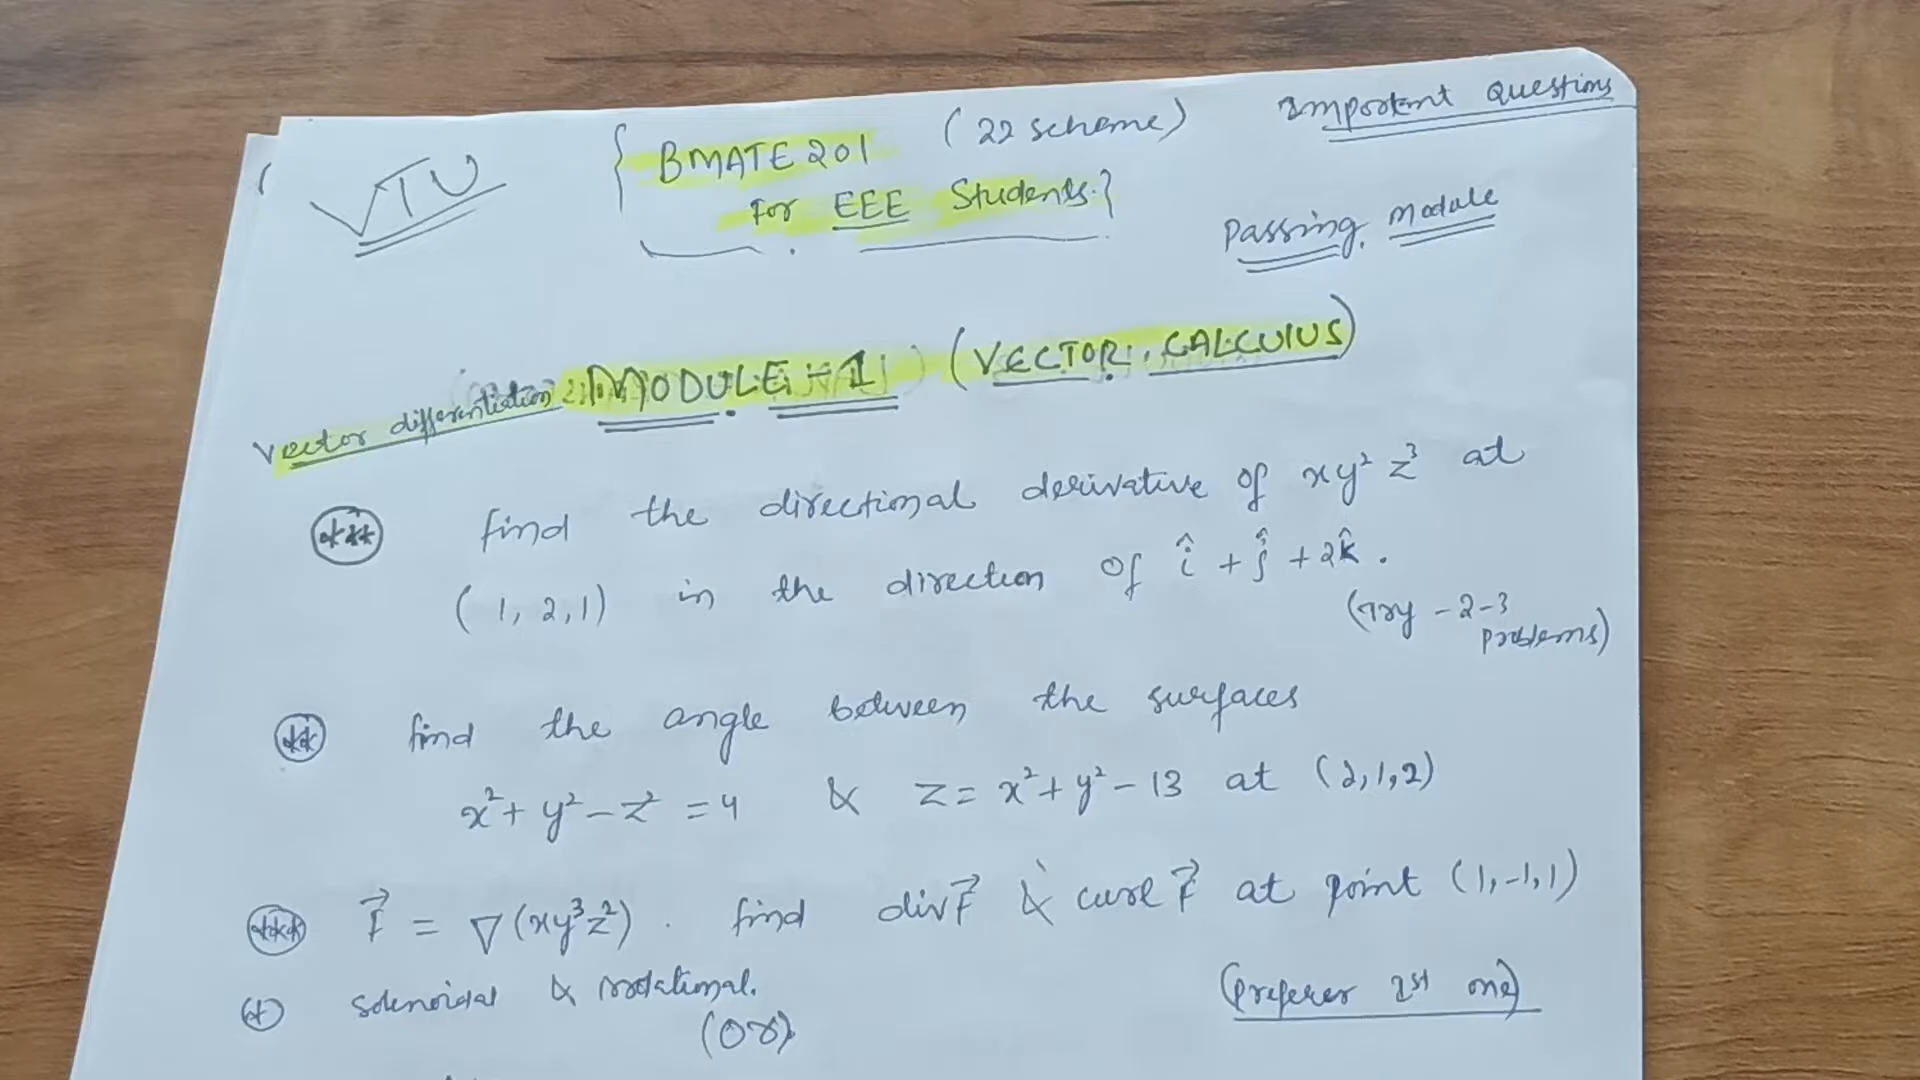 VTU
{ BMATE201 (22 scheme)
For EEE Students. }
Important Questions
Passing Module
Vector differentiation :
MODULE - 1 (VECTOR CALCULUS)
*** find the directional derivative of xy² z³ at
(1, 2, 1) in the direction of î + ĵ + 2k̂.
(Try - 2-3
problems)
** find the angle between the surfaces
x² + y² - z² = 4 & z = x² + y² - 13 at (2,1,2)
*** F⃗ = ∇(xy³z²). find div F⃗ & curl F⃗ at point (1,-1,1)
* solenoidal & irrotational.
(prefer 1st one)
(Or)